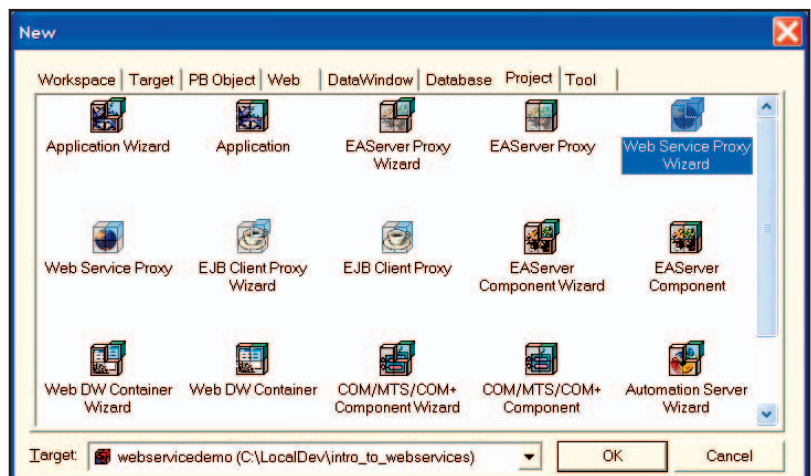 New
Workspace Target PB Object Web DataWindow Database Project Tool
Application Wizard Application EAServer Proxy Wizard EAServer Proxy Web Service Proxy Wizard
Web Service Proxy EJB Client Proxy Wizard EJB Client Proxy EAServer Component Wizard EAServer Component
Web DW Container Wizard Web DW Container COM/MTS/COM+ Component Wizard COM/MTS/COM+ Component Automation Server Wizard
Target: webservicedemo (C:\LocalDev\intro_to_webservices) OK Cancel